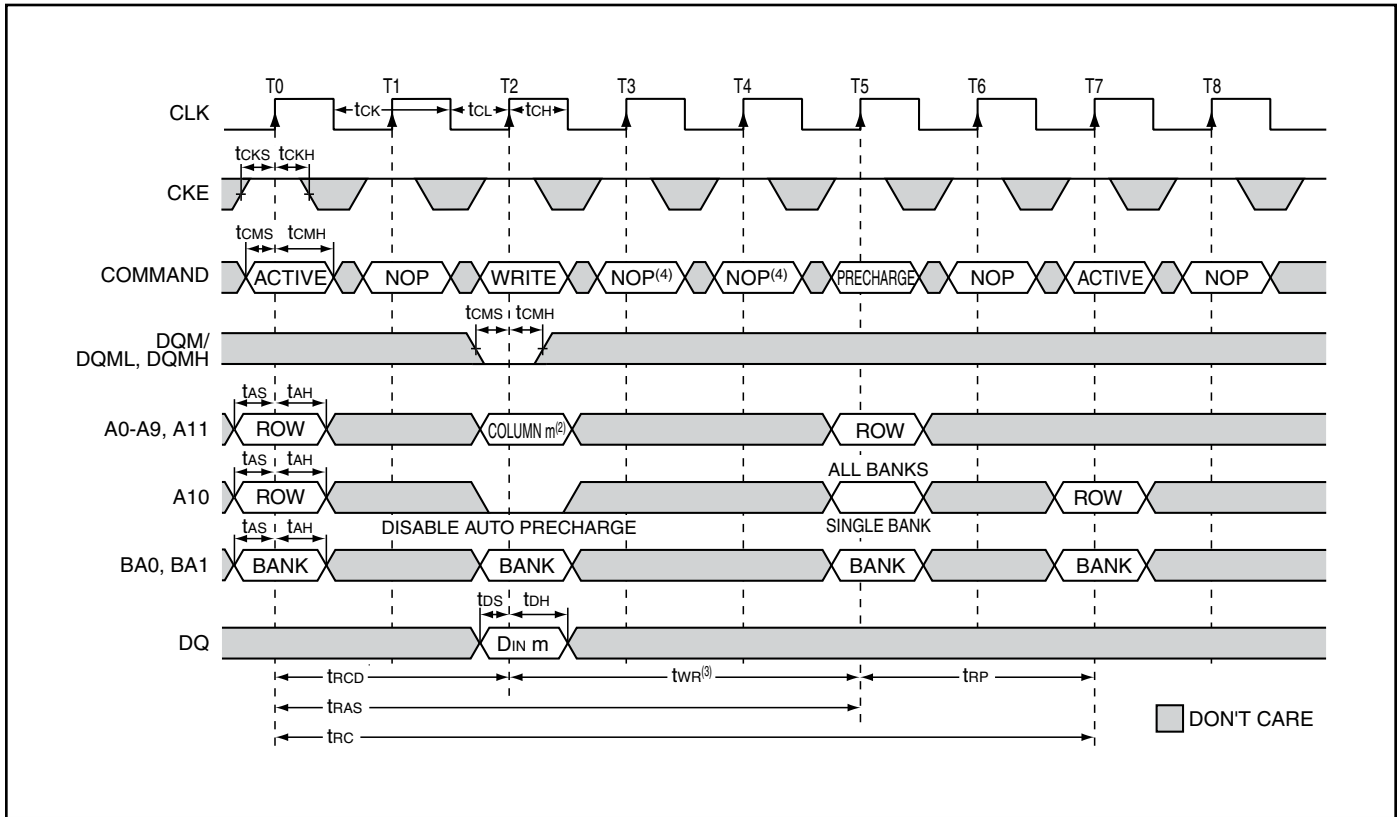 T0 T1 T2 T3 T4 T5 T6 T7 T8
CLK tCK tCL tCH
tCKS tCKH
CKE
tCMS tCMH
COMMAND ACTIVE NOP WRITE NOP(4) NOP(4) PRECHARGE NOP ACTIVE NOP
tCMS tCMH
DQM/
DQML, DQMH
tAS tAH
A0-A9, A11 ROW COLUMN m(2) ROW
tAS tAH ALL BANKS
A10 ROW ROW
tAS tAH DISABLE AUTO PRECHARGE SINGLE BANK
BA0, BA1 BANK BANK BANK BANK
tDS tDH
DQ DIN m
tRCD tWR(3) tRP
tRAS
DON'T CARE
tRC